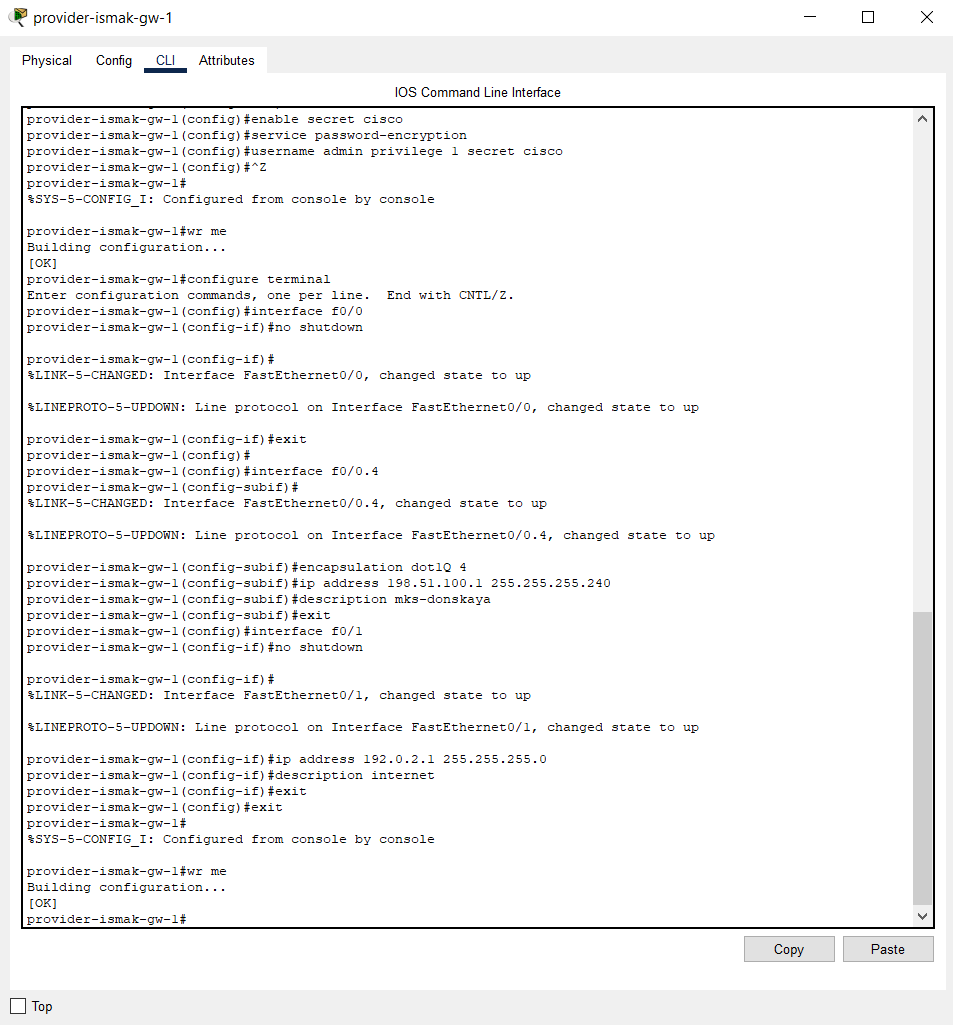 provider-ismak-gw-1
Physical Config CLI Attributes
IOS Command Line Interface
provider-ismak-gw-1(config)#enable secret cisco
provider-ismak-gw-1(config)#service password-encryption
provider-ismak-gw-1(config)#username admin privilege 1 secret cisco
provider-ismak-gw-1(config)#^Z
provider-ismak-gw-1#
%SYS-5-CONFIG_I: Configured from console by console
provider-ismak-gw-1#wr me
Building configuration...
[OK]
provider-ismak-gw-1#configure terminal
Enter configuration commands, one per line.  End with CNTL/Z.
provider-ismak-gw-1(config)#interface f0/0
provider-ismak-gw-1(config-if)#no shutdown
provider-ismak-gw-1(config-if)#
%LINK-5-CHANGED: Interface FastEthernet0/0, changed state to up
%LINEPROTO-5-UPDOWN: Line protocol on Interface FastEthernet0/0, changed state to up
provider-ismak-gw-1(config-if)#exit
provider-ismak-gw-1(config)#
provider-ismak-gw-1(config)#interface f0/0.4
provider-ismak-gw-1(config-subif)#
%LINK-5-CHANGED: Interface FastEthernet0/0.4, changed state to up
%LINEPROTO-5-UPDOWN: Line protocol on Interface FastEthernet0/0.4, changed state to up
provider-ismak-gw-1(config-subif)#encapsulation dot1Q 4
provider-ismak-gw-1(config-subif)#ip address 198.51.100.1 255.255.255.240
provider-ismak-gw-1(config-subif)#description mks-donskaya
provider-ismak-gw-1(config-subif)#exit
provider-ismak-gw-1(config)#interface f0/1
provider-ismak-gw-1(config-if)#no shutdown
provider-ismak-gw-1(config-if)#
%LINK-5-CHANGED: Interface FastEthernet0/1, changed state to up
%LINEPROTO-5-UPDOWN: Line protocol on Interface FastEthernet0/1, changed state to up
provider-ismak-gw-1(config-if)#ip address 192.0.2.1 255.255.255.0
provider-ismak-gw-1(config-if)#description internet
provider-ismak-gw-1(config-if)#exit
provider-ismak-gw-1(config)#exit
provider-ismak-gw-1#
%SYS-5-CONFIG_I: Configured from console by console
provider-ismak-gw-1#wr me
Building configuration...
[OK]
provider-ismak-gw-1#
Copy Paste
Top